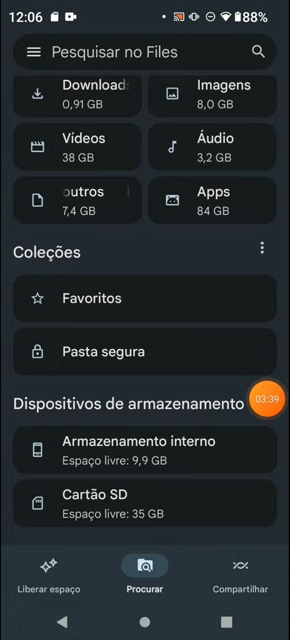 12:06
88%
Pesquisar no Files
Downloads
0,91 GB
Imagens
8,0 GB
Vídeos
38 GB
Áudio
3,2 GB
outros
7,4 GB
Apps
84 GB
Coleções
Favoritos
Pasta segura
Dispositivos de armazenamento
03:39
Armazenamento interno
Espaço livre: 9,9 GB
Cartão SD
Espaço livre: 35 GB
Liberar espaço
Procurar
Compartilhar